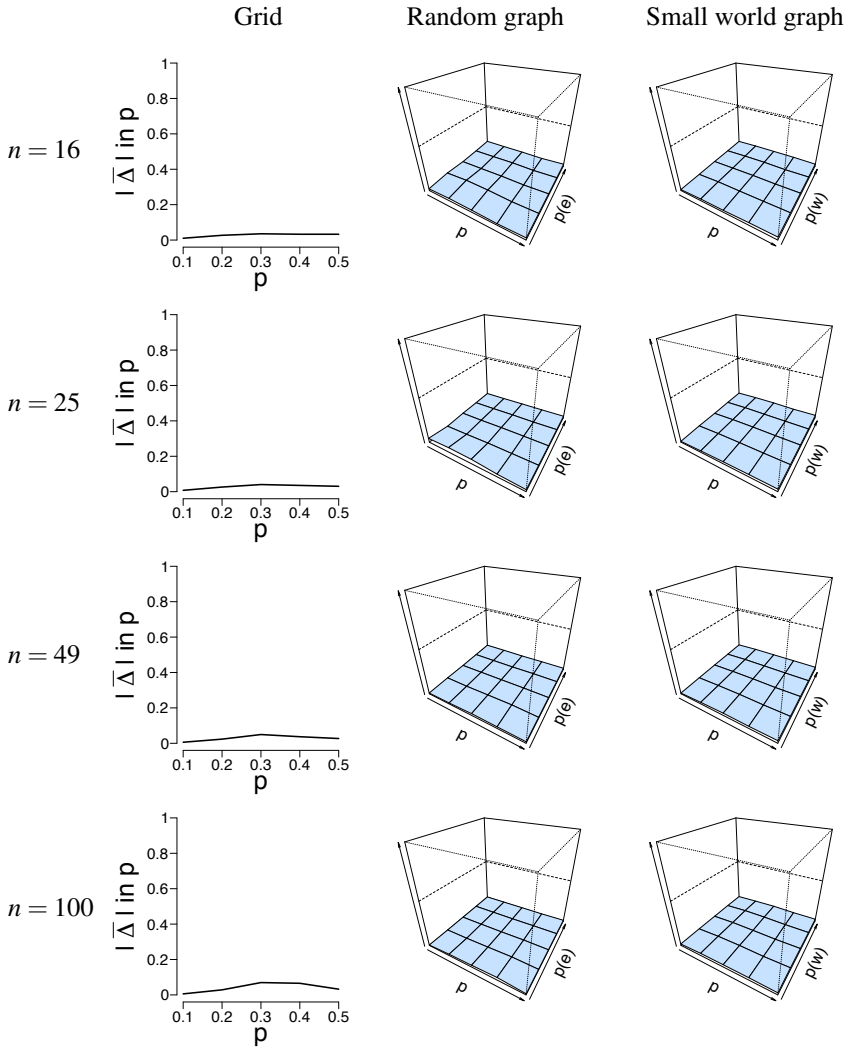 Grid Random graph Small world graph
n = 16
| Δ̅ | in p
1
0.8
0.6
0.4
0.2
0
0.1 0.2 0.3 0.4 0.5
p
p
p(e)
p
p(w)
n = 25
| Δ̅ | in p
1
0.8
0.6
0.4
0.2
0
0.1 0.2 0.3 0.4 0.5
p
p
p(e)
p
p(w)
n = 49
| Δ̅ | in p
1
0.8
0.6
0.4
0.2
0
0.1 0.2 0.3 0.4 0.5
p
p
p(e)
p
p(w)
n = 100
| Δ̅ | in p
1
0.8
0.6
0.4
0.2
0
0.1 0.2 0.3 0.4 0.5
p
p
p(e)
p
p(w)